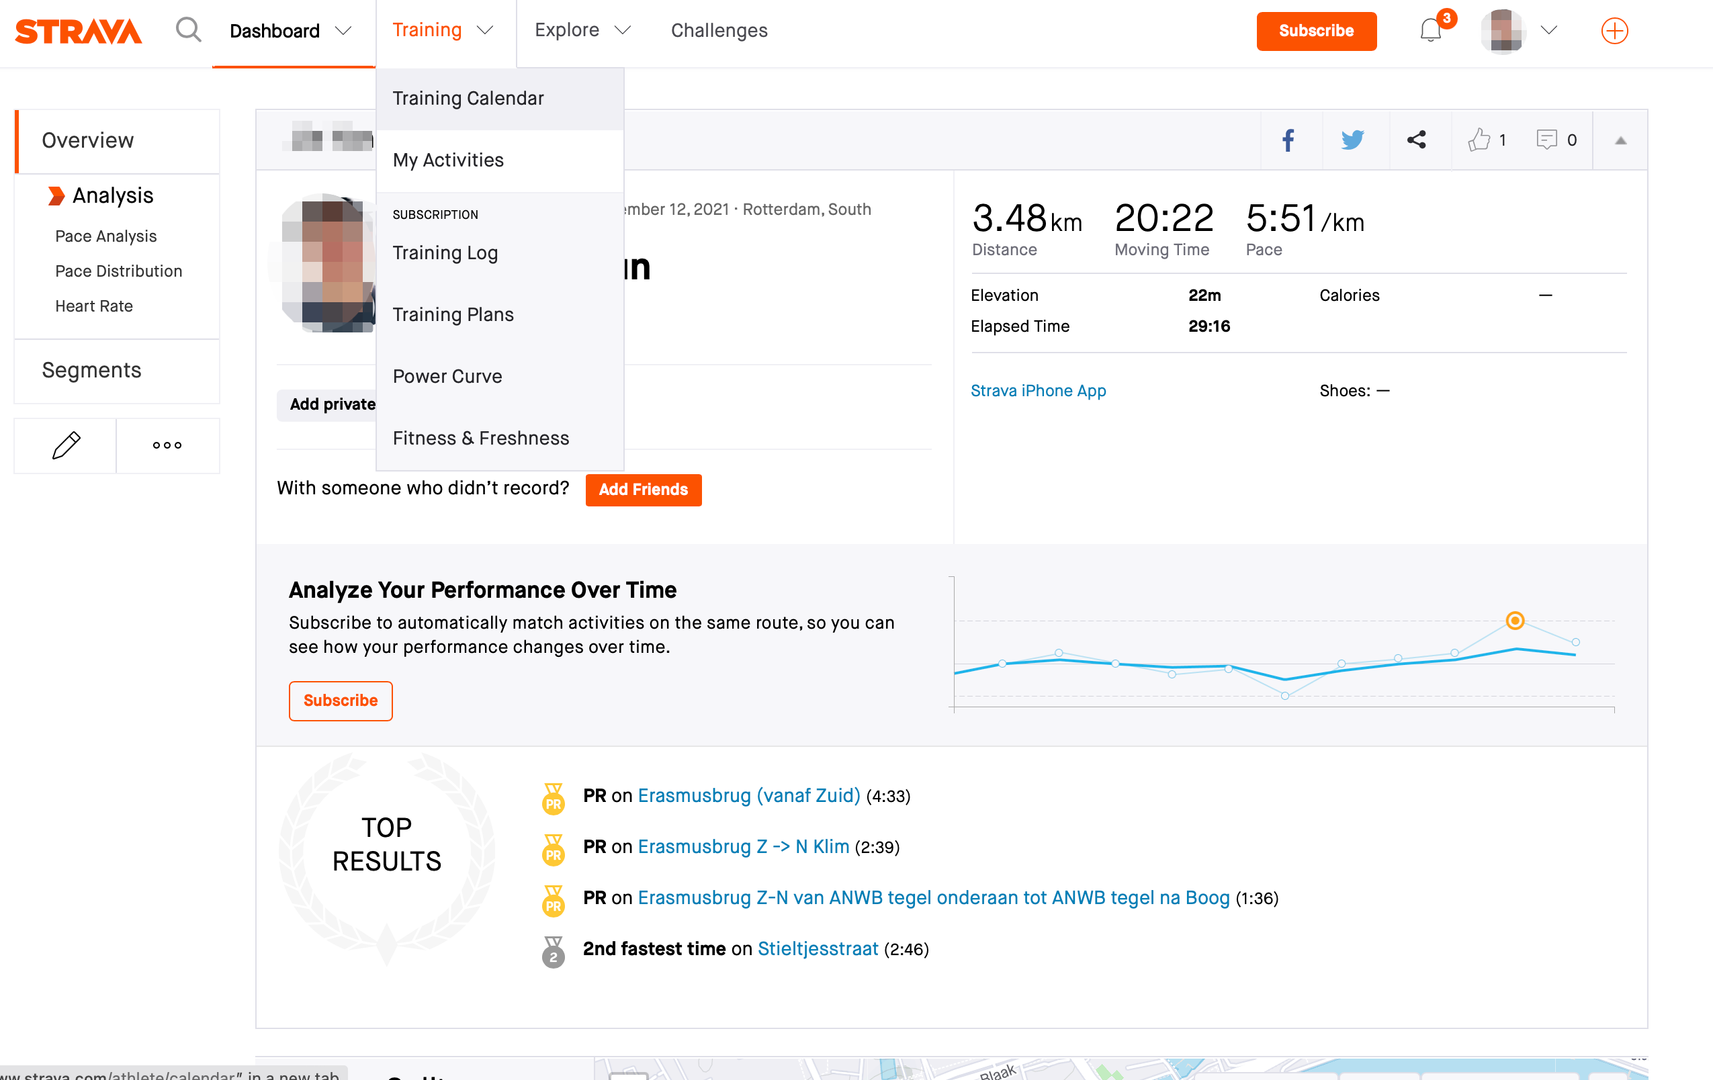 STRAVA
Dashboard
Training
Explore
Challenges
Subscribe
3
Training Calendar
My Activities
SUBSCRIPTION
Training Log
Training Plans
Power Curve
Fitness & Freshness
Overview
Analysis
Pace Analysis
Pace Distribution
Heart Rate
Segments
1
0
12, 2021 · Rotterdam, South
3.48 km
Distance
20:22
Moving Time
5:51 /km
Pace
Elevation 22m
Calories —
Elapsed Time 29:16
Strava iPhone App
Shoes: —
Add private
With someone who didn’t record?
Add Friends
Analyze Your Performance Over Time
Subscribe to automatically match activities on the same route, so you can
see how your performance changes over time.
Subscribe
TOP
RESULTS
PR PR on Erasmusbrug (vanaf Zuid) (4:33)
PR PR on Erasmusbrug Z -> N Klim (2:39)
PR PR on Erasmusbrug Z-N van ANWB tegel onderaan tot ANWB tegel na Boog (1:36)
2 2nd fastest time on Stieltjesstraat (2:46)
Blaak
ww.strava.com/athlete/calendar” in a new tab